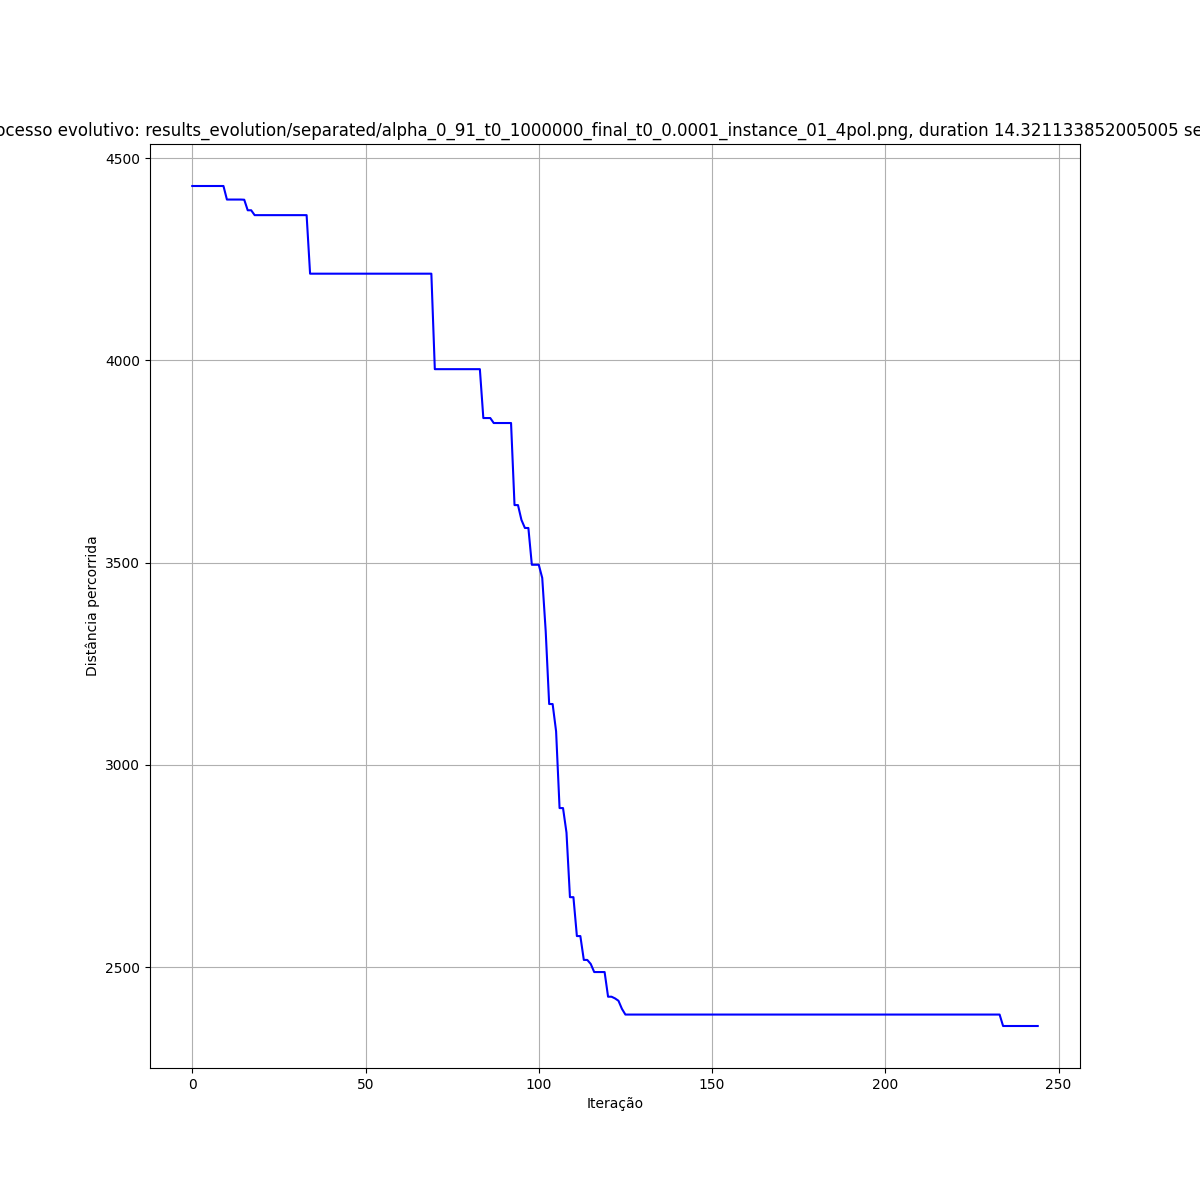 ocesso evolutivo: results_evolution/separated/alpha_0_91_t0_1000000_final_t0_0.0001_instance_01_4pol.png, duration 14.321133852005005 se
4500
4000
3500
3000
2500
Distância percorrida
0 50 100 150 200 250
Iteração